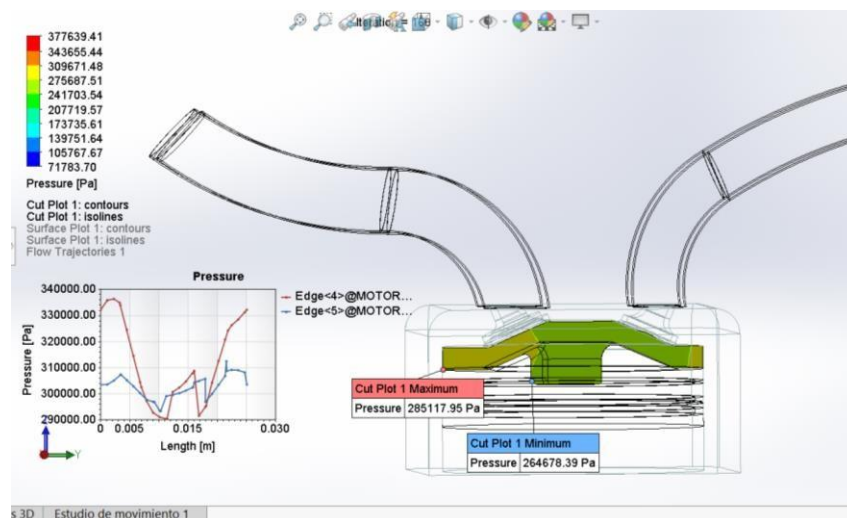 Iteration = 166
377639.41
343655.44
309671.48
275687.51
241703.54
207719.57
173735.61
139751.64
105767.67
71783.70
Pressure [Pa]
Cut Plot 1: contours
Cut Plot 1: isolines
Surface Plot 1: contours
Surface Plot 1: isolines
Flow Trajectories 1
Pressure
340000.00
330000.00
320000.00
310000.00
300000.00
290000.00
Pressure [Pa]
0 0.005 0.015 0.030
Length [m]
Edge<4>@MOTOR...
Edge<5>@MOTOR...
Cut Plot 1 Maximum
Pressure 285117.95 Pa
Cut Plot 1 Minimum
Pressure 264678.39 Pa
Y
s 3D Estudio de movimiento 1